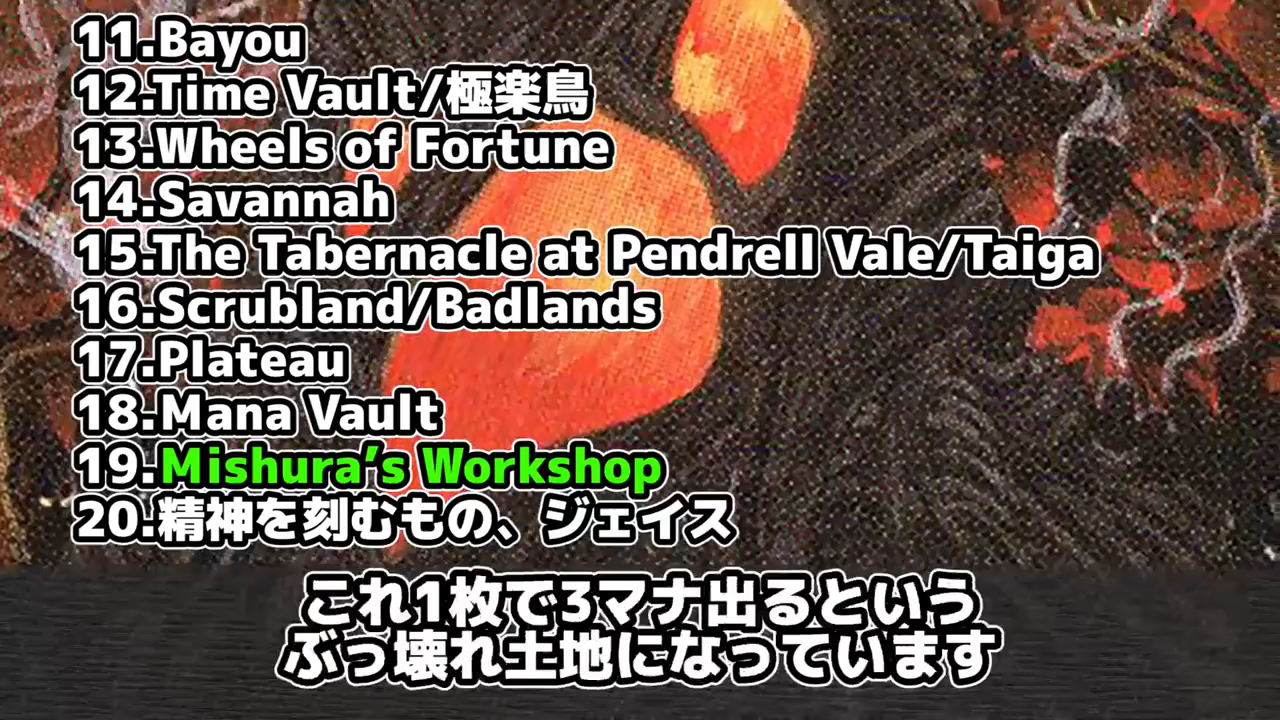 11.Bayou
12.Time Vault/極楽鳥
13.Wheels of Fortune
14.Savannah
15.The Tabernacle at Pendrell Vale/Taiga
16.Scrubland/Badlands
17.Plateau
18.Mana Vault
19.Mishura’s Workshop
20.精神を刻むもの、ジェイス
これ1枚で3マナ出るという
ぶっ壊れ土地になっています